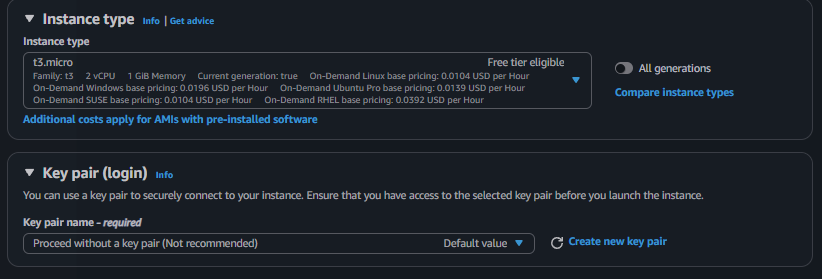 Instance type Info | Get advice
Instance type
t3.micro Free tier eligible
Family: t3 2 vCPU 1 GiB Memory Current generation: true On-Demand Linux base pricing: 0.0104 USD per Hour
On-Demand Windows base pricing: 0.0196 USD per Hour On-Demand Ubuntu Pro base pricing: 0.0139 USD per Hour
On-Demand SUSE base pricing: 0.0104 USD per Hour On-Demand RHEL base pricing: 0.0392 USD per Hour
All generations
Compare instance types
Additional costs apply for AMIs with pre-installed software
Key pair (login) Info
You can use a key pair to securely connect to your instance. Ensure that you have access to the selected key pair before you launch the instance.
Key pair name - required
Proceed without a key pair (Not recommended) Default value
Create new key pair